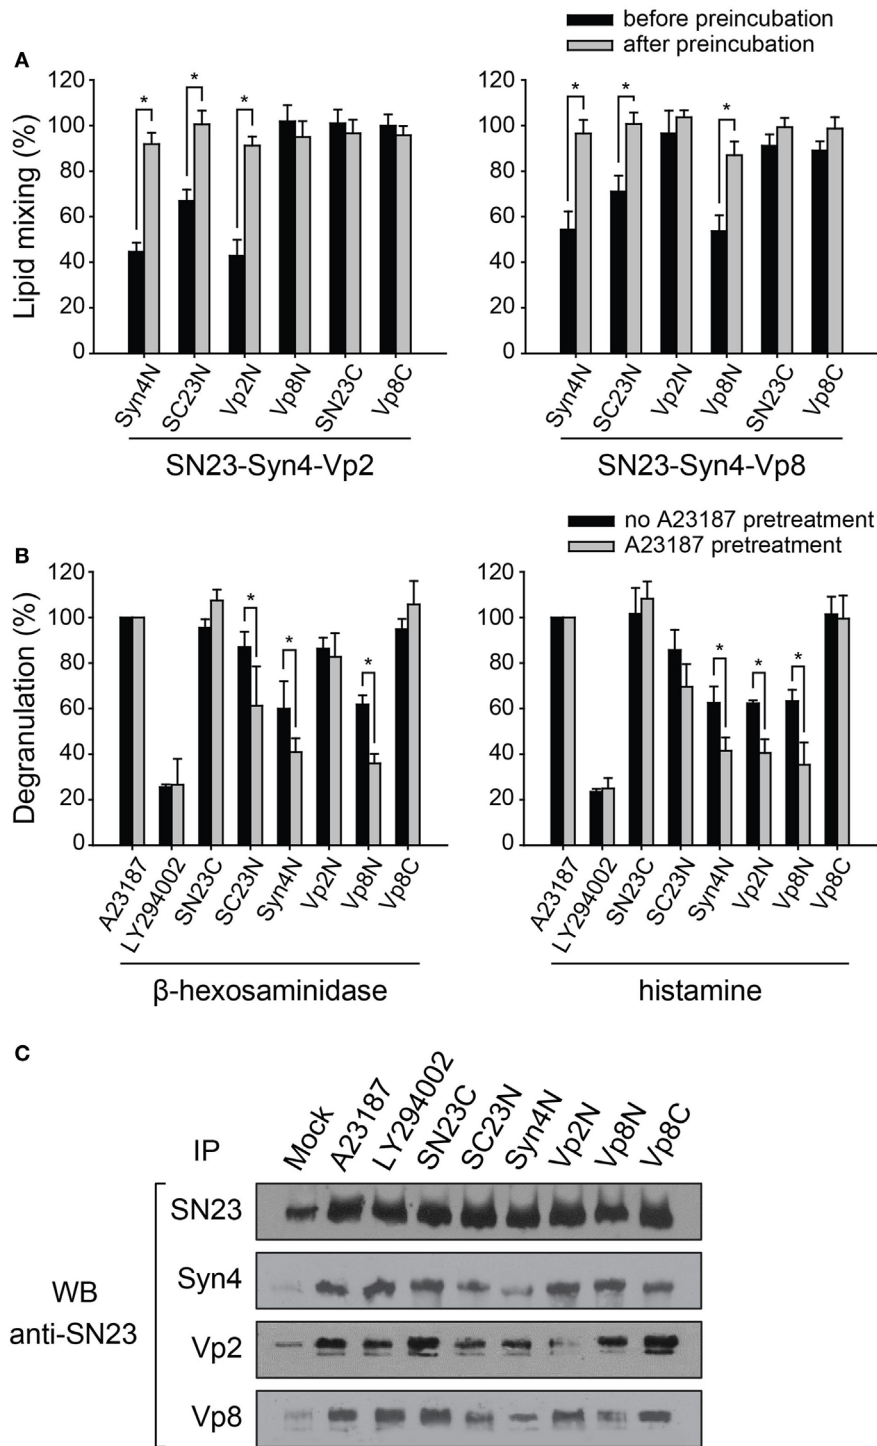 before preincubation
after preincubation
A
Lipid mixing (%)
120
100
80
60
40
20
0
* * *
Syn4N SC23N Vp2N Vp8N SN23C Vp8C
SN23-Syn4-Vp2
120
100
80
60
40
20
0
* * *
Syn4N SC23N Vp2N Vp8N SN23C Vp8C
SN23-Syn4-Vp8
no A23187 pretreatment
A23187 pretreatment
B
Degranulation (%)
120
100
80
60
40
20
0
* * *
A23187 LY294002 SN23C SC23N Syn4N Vp2N Vp8N Vp8C
β-hexosaminidase
120
100
80
60
40
20
0
* * *
A23187 LY294002 SN23C SC23N Syn4N Vp2N Vp8N Vp8C
histamine
C
IP
Mock A23187 LY294002 SN23C SC23N Syn4N Vp2N Vp8N Vp8C
SN23
Syn4
Vp2
Vp8
WB
anti-SN23